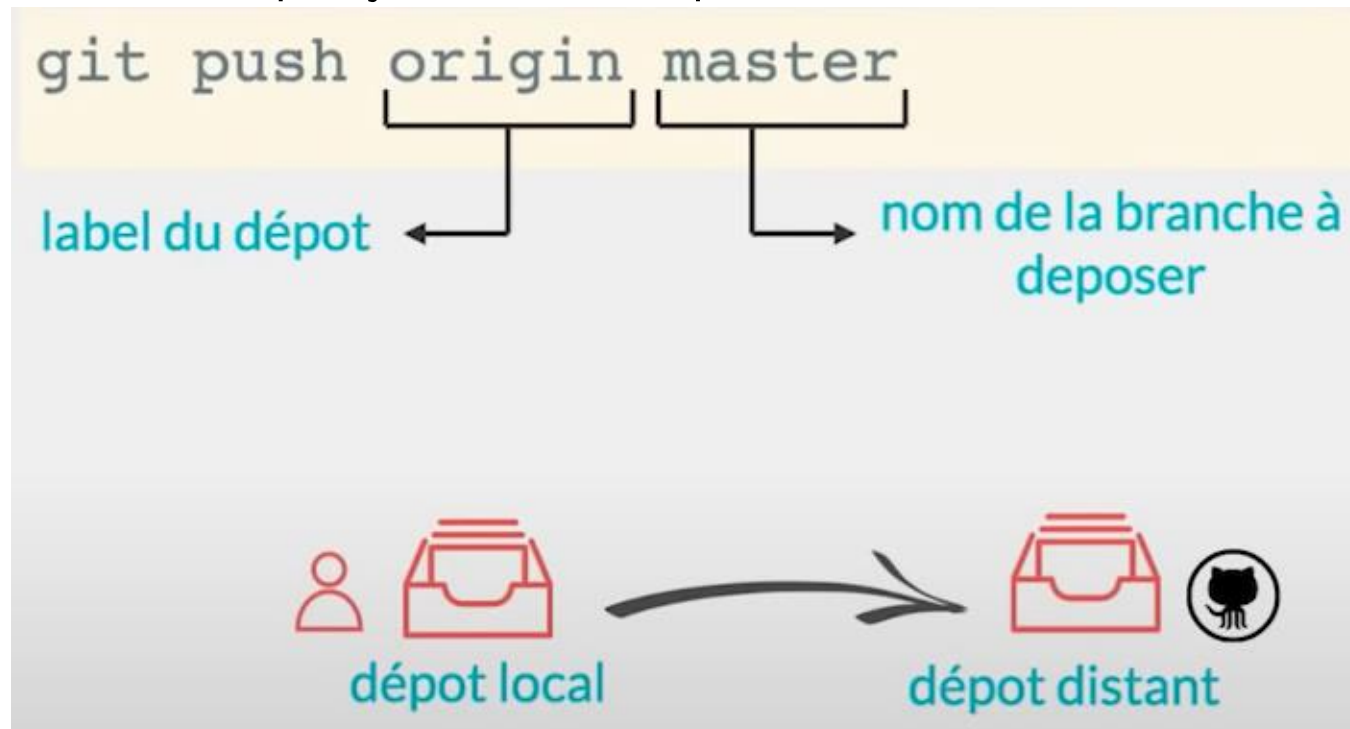 git push origin master
label du dépot
nom de la branche à
deposer
dépot local
dépot distant